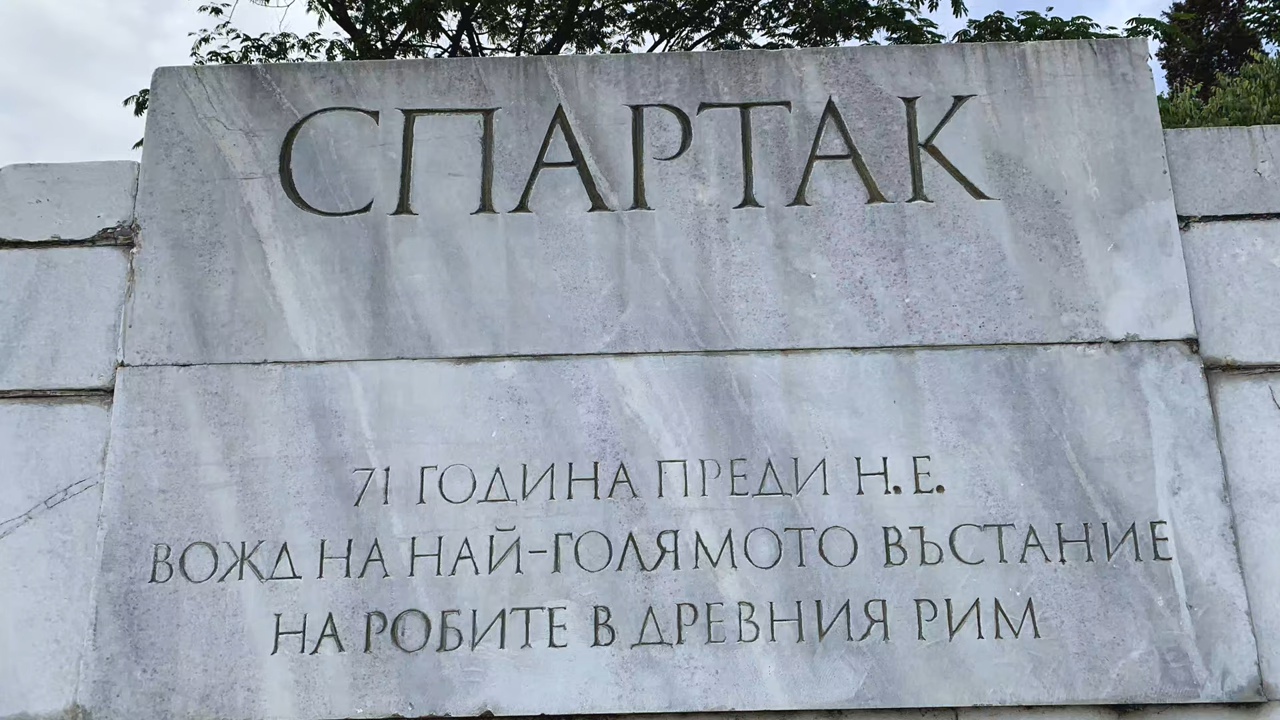 СПАРТАК
71 ГОДИНА ПРЕДИ Н.Е.
ВОЖД НА НАЙ-ГОЛЯМОТО ВЪСТАНИЕ
НА РОБИТЕ В ДРЕВНИЯ РИМ